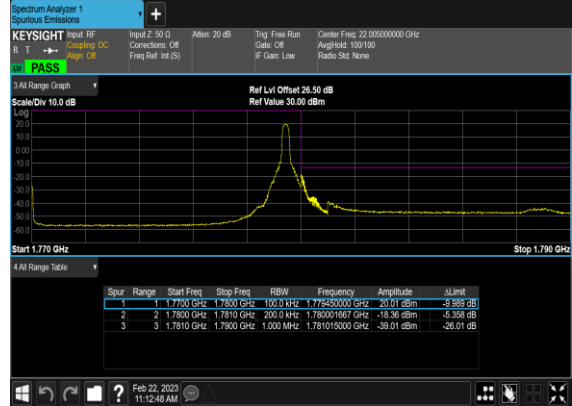 Spectrum Analyzer 1
Spurious Emissions
KEYSIGHT Input: RF
R T Coupling: DC
Align: Off
Input Z: 50 Ω
Corrections: Off
Freq Ref: Int (S)
Atten: 20 dB
Trig: Free Run
Gate: Off
IF Gain: Low
Center Freq: 22.005000000 GHz
Avg|Hold: 100/100
Radio Std: None
PASS
3 All Range Graph
Scale/Div 10.0 dB
Ref Lvl Offset 26.50 dB
Ref Value 30.00 dBm
Log
20.0
10.0
0.00
-10.0
-20.0
-30.0
-40.0
-50.0
-60.0
Start 1.770 GHz
Stop 1.790 GHz
4 All Range Table
Spur Range Start Freq Stop Freq RBW Frequency Amplitude ΔLimit
1 1 1.7700 GHz 1.7800 GHz 100.0 kHz 1.779450000 GHz 20.01 dBm -9.989 dB
2 2 1.7800 GHz 1.7810 GHz 200.0 kHz 1.780001667 GHz -18.36 dBm -5.358 dB
3 3 1.7810 GHz 1.7900 GHz 1.000 MHz 1.781015000 GHz -39.01 dBm -26.01 dB
Feb 22, 2023
11:12:48 AM